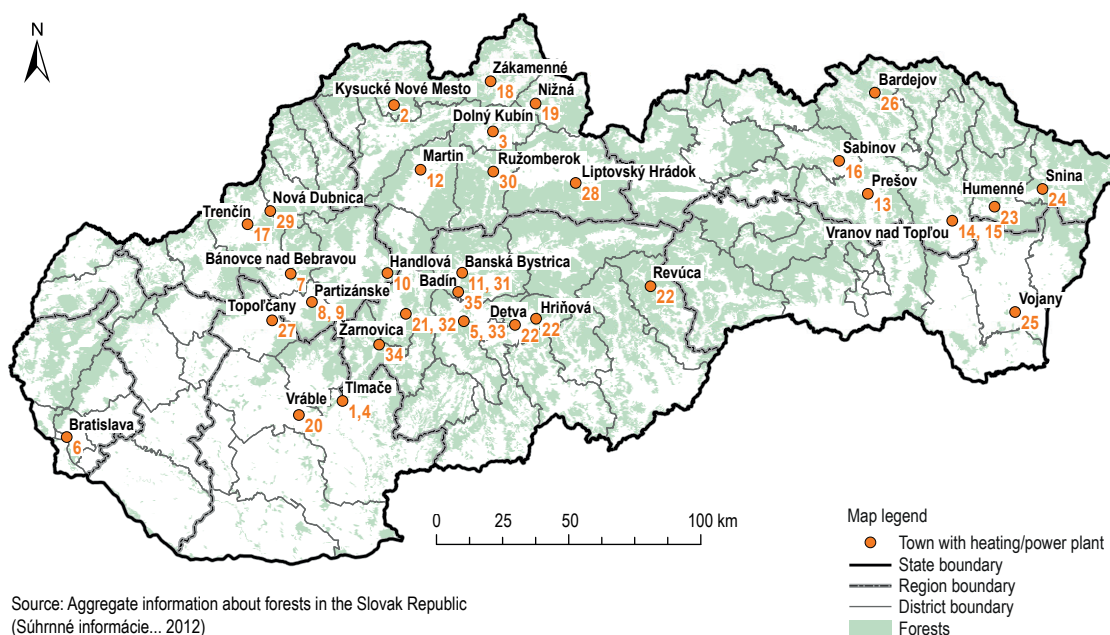 N
Zákamenné
18
Kysucké Nové Mesto
2
Nižná
19
Dolný Kubín
3
Bardejov
26
Martin
12
Ružomberok
30
Liptovský Hrádok
28
Sabinov
16
Prešov
13
Humenné
23
Snina
24
Vranov nad Topľou
14, 15
Nová Dubnica
29
Trenčín
17
Bánovce nad Bebravou
7
Handlová
10
Banská Bystrica
11, 31
Badín
35
Revúca
22
Partizánske
8, 9
Topoľčany
27
21, 32
5, 33
Detva
22
Hriňová
22
Vojany
25
Žarnovica
34
Tlmače
1,4
Vráble
20
Bratislava
6
0 25 50 100 km
Map legend
Town with heating/power plant
State boundary
Region boundary
District boundary
Forests
Source: Aggregate information about forests in the Slovak Republic
(Súhrnné informácie... 2012)